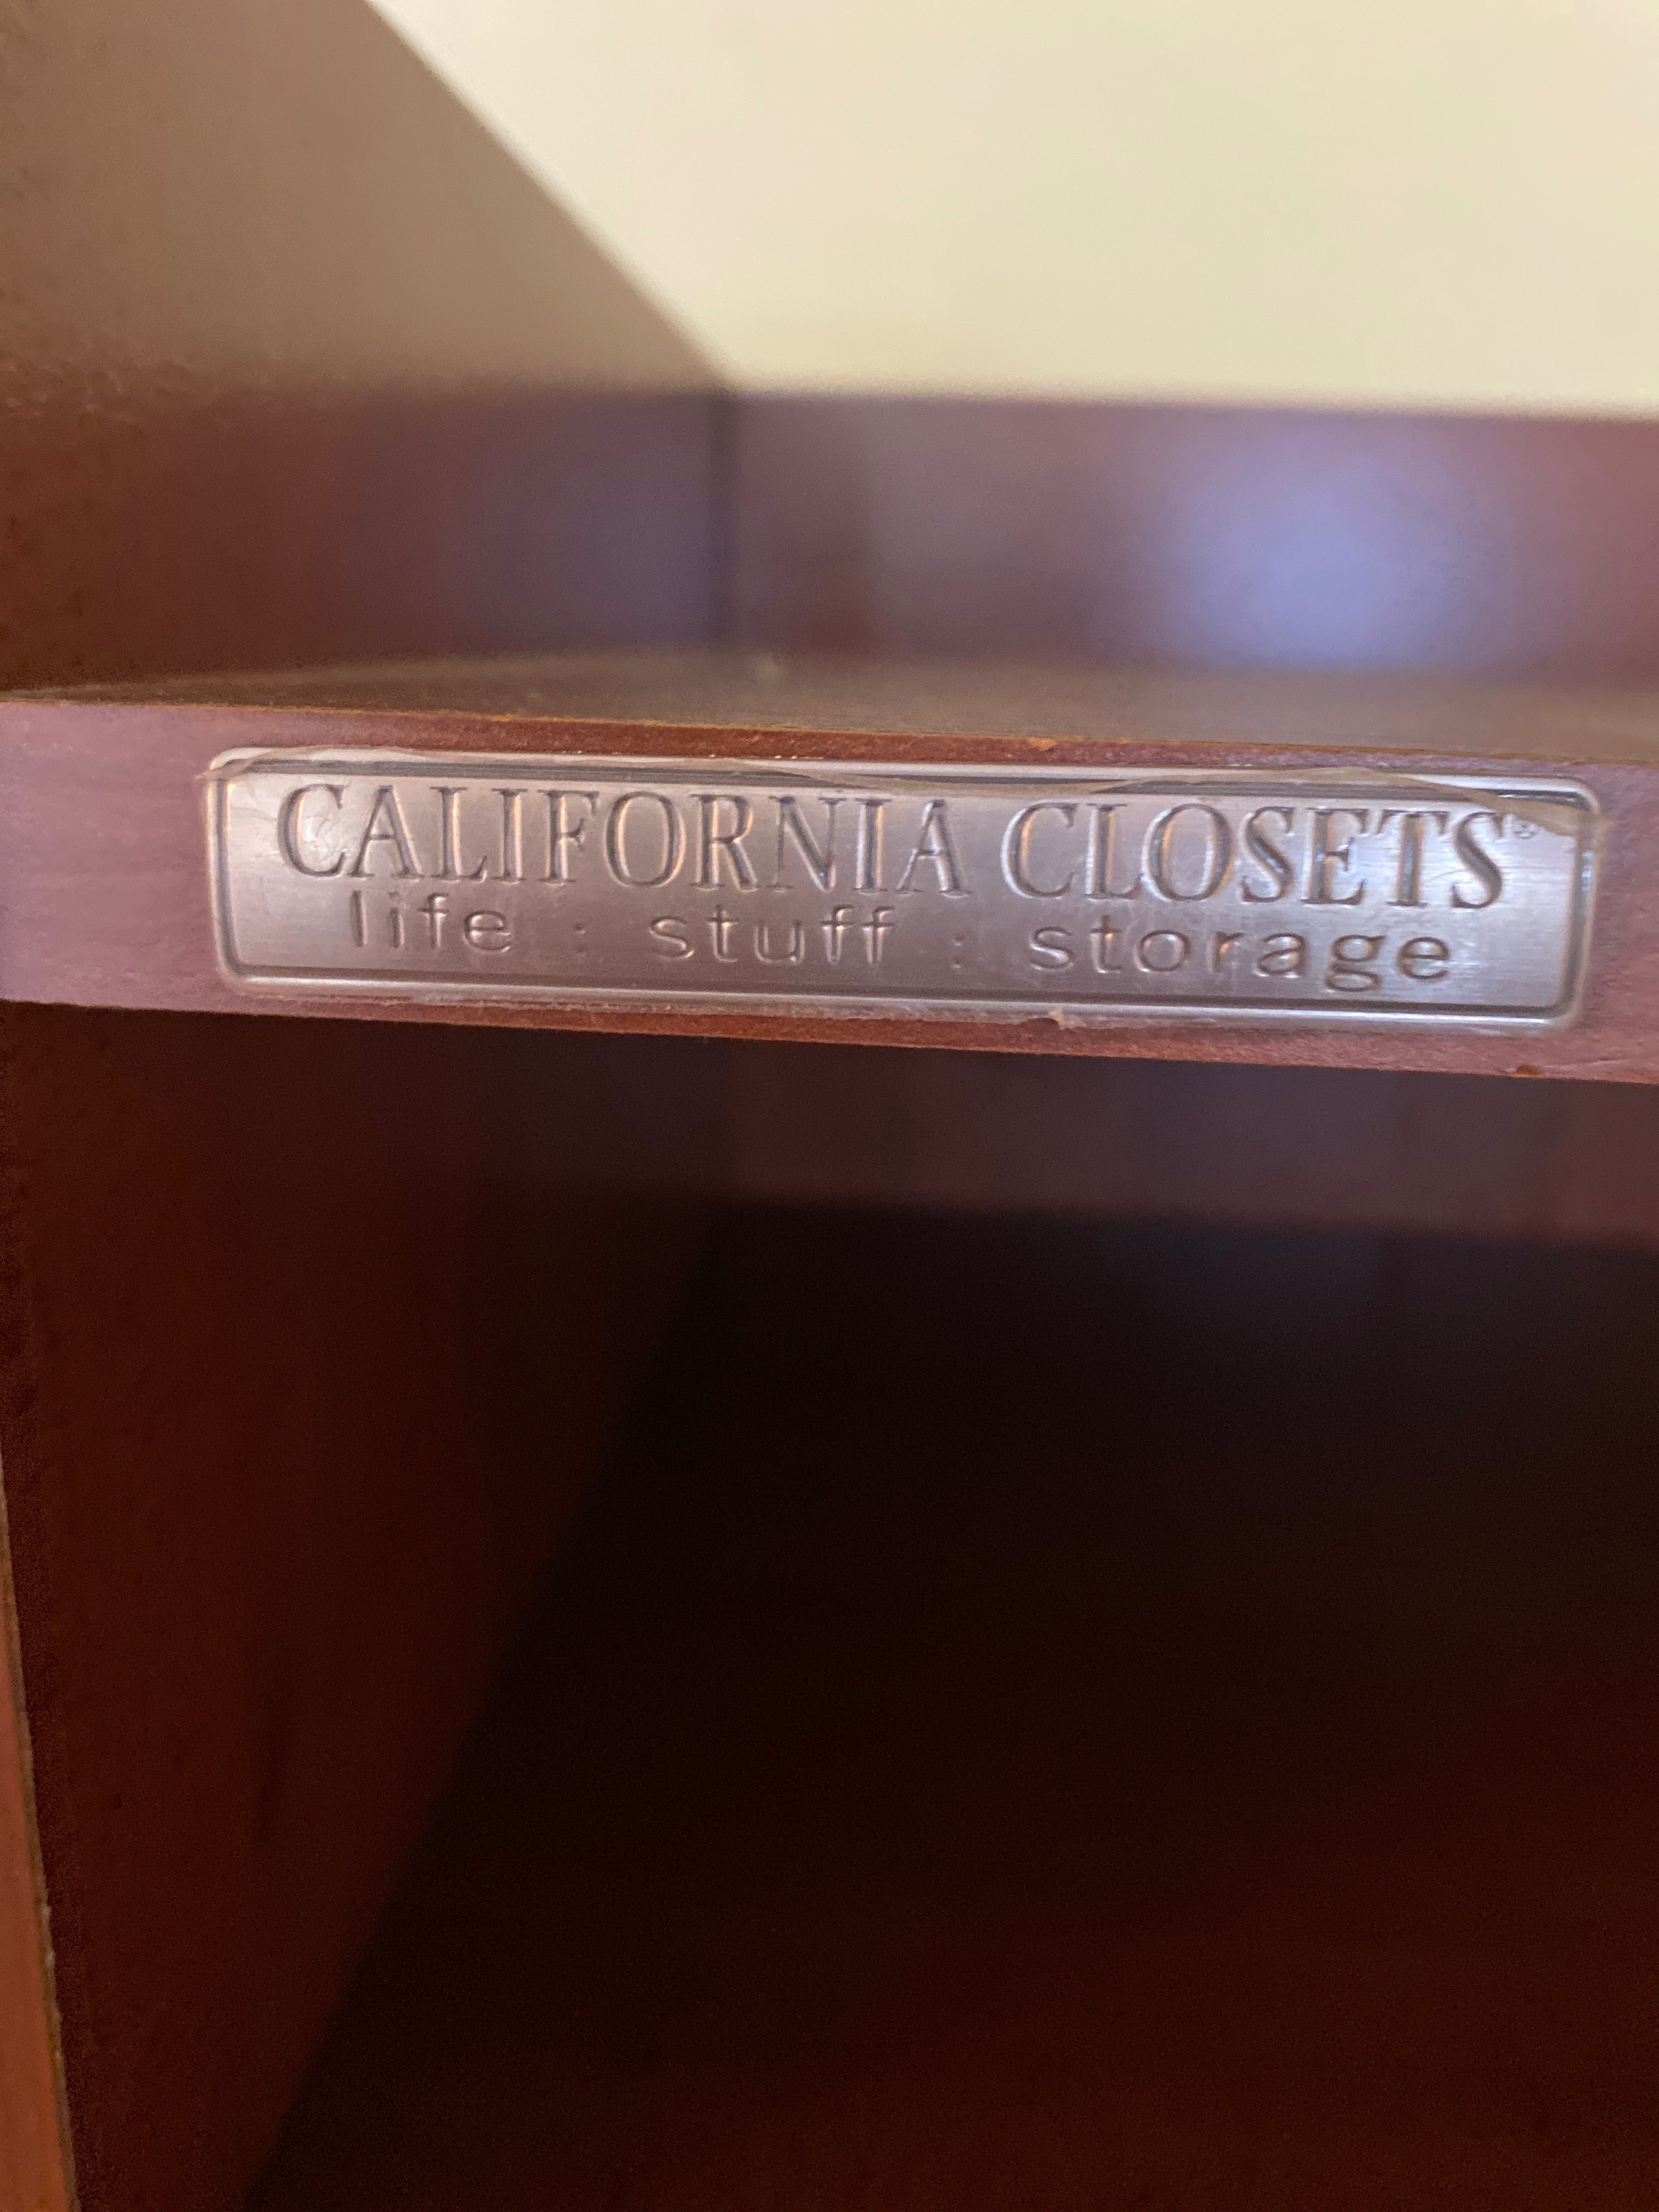 CALIFORNIA CLOSETS®
life : stuff : storage